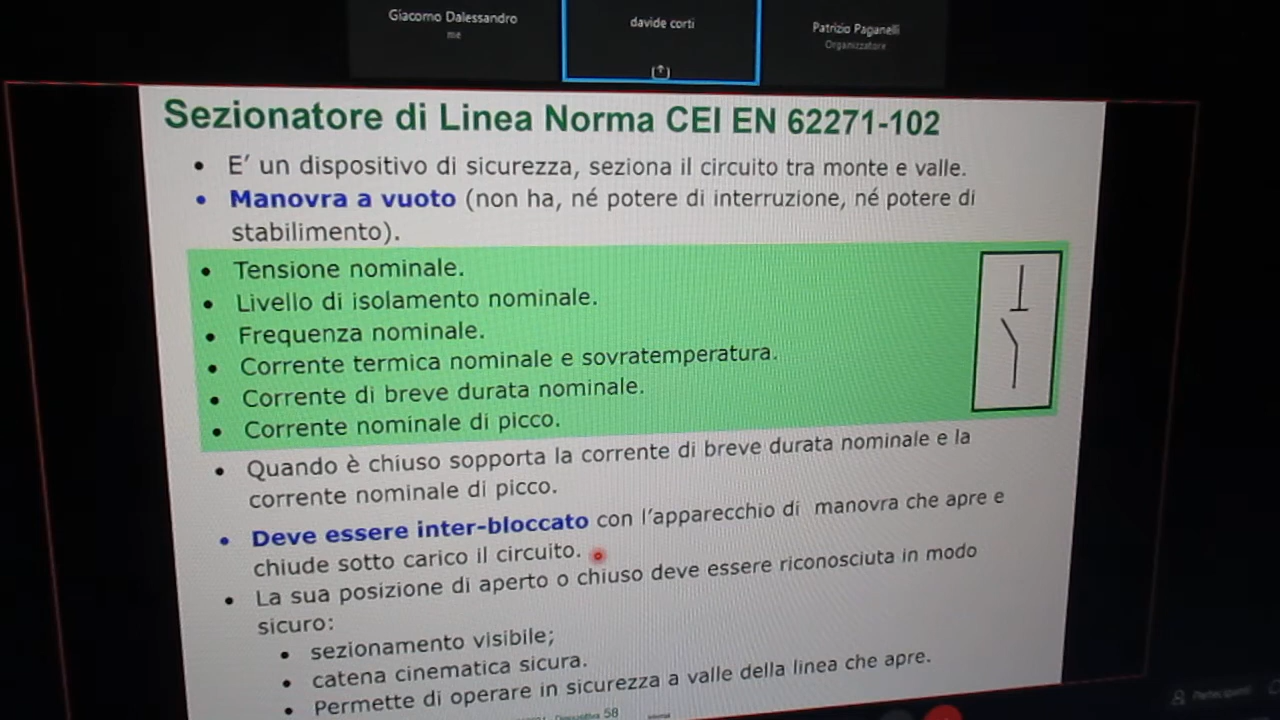 Giacomo Dalessandro
me
davide corti
Patrizio Paganelli
Organizzatore
Sezionatore di Linea Norma CEI EN 62271-102
• E' un dispositivo di sicurezza, seziona il circuito tra monte e valle.
• Manovra a vuoto (non ha, né potere di interruzione, né potere di
stabilimento).
• Tensione nominale.
• Livello di isolamento nominale.
• Frequenza nominale.
• Corrente termica nominale e sovratemperatura.
• Corrente di breve durata nominale.
• Corrente nominale di picco.
• Quando è chiuso sopporta la corrente di breve durata nominale e la
corrente nominale di picco.
• Deve essere inter-bloccato con l'apparecchio di manovra che apre e
chiude sotto carico il circuito.
• La sua posizione di aperto o chiuso deve essere riconosciuta in modo
sicuro:
• sezionamento visibile;
• catena cinematica sicura.
• Permette di operare in sicurezza a valle della linea che apre.
Diapositiva 58
Partecipanti